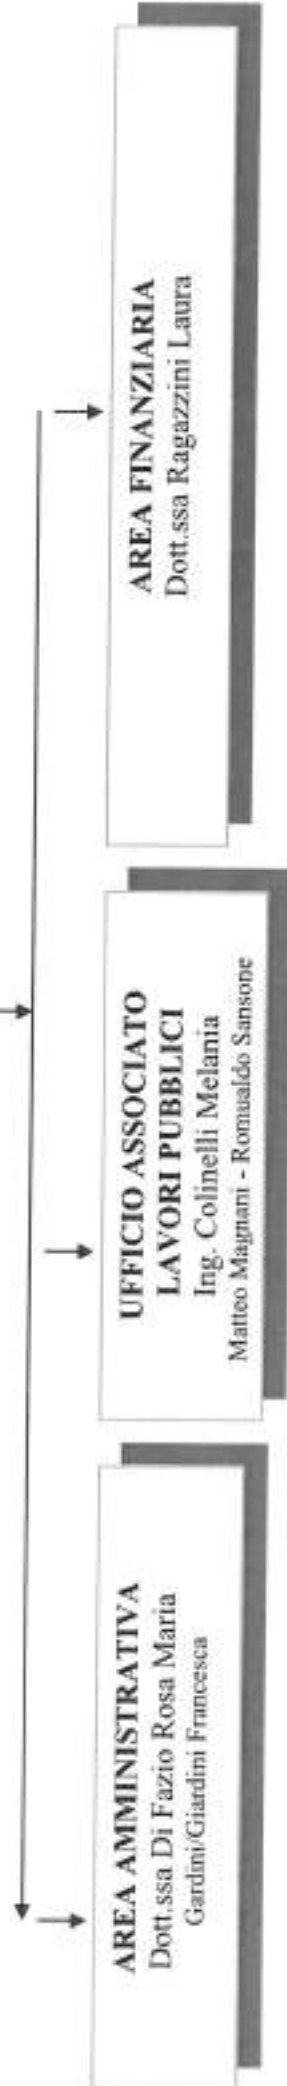 AREA AMMINISTRATIVA
Dott.ssa Di Fazio Rosa Maria
Gardini/Giardini Francesca
UFFICIO ASSOCIATO
LAVORI PUBBLICI
Ing. Colinelli Melania
Matteo Magnani - Romualdo Sansone
AREA FINANZIARIA
Dott.ssa Ragazzini Laura